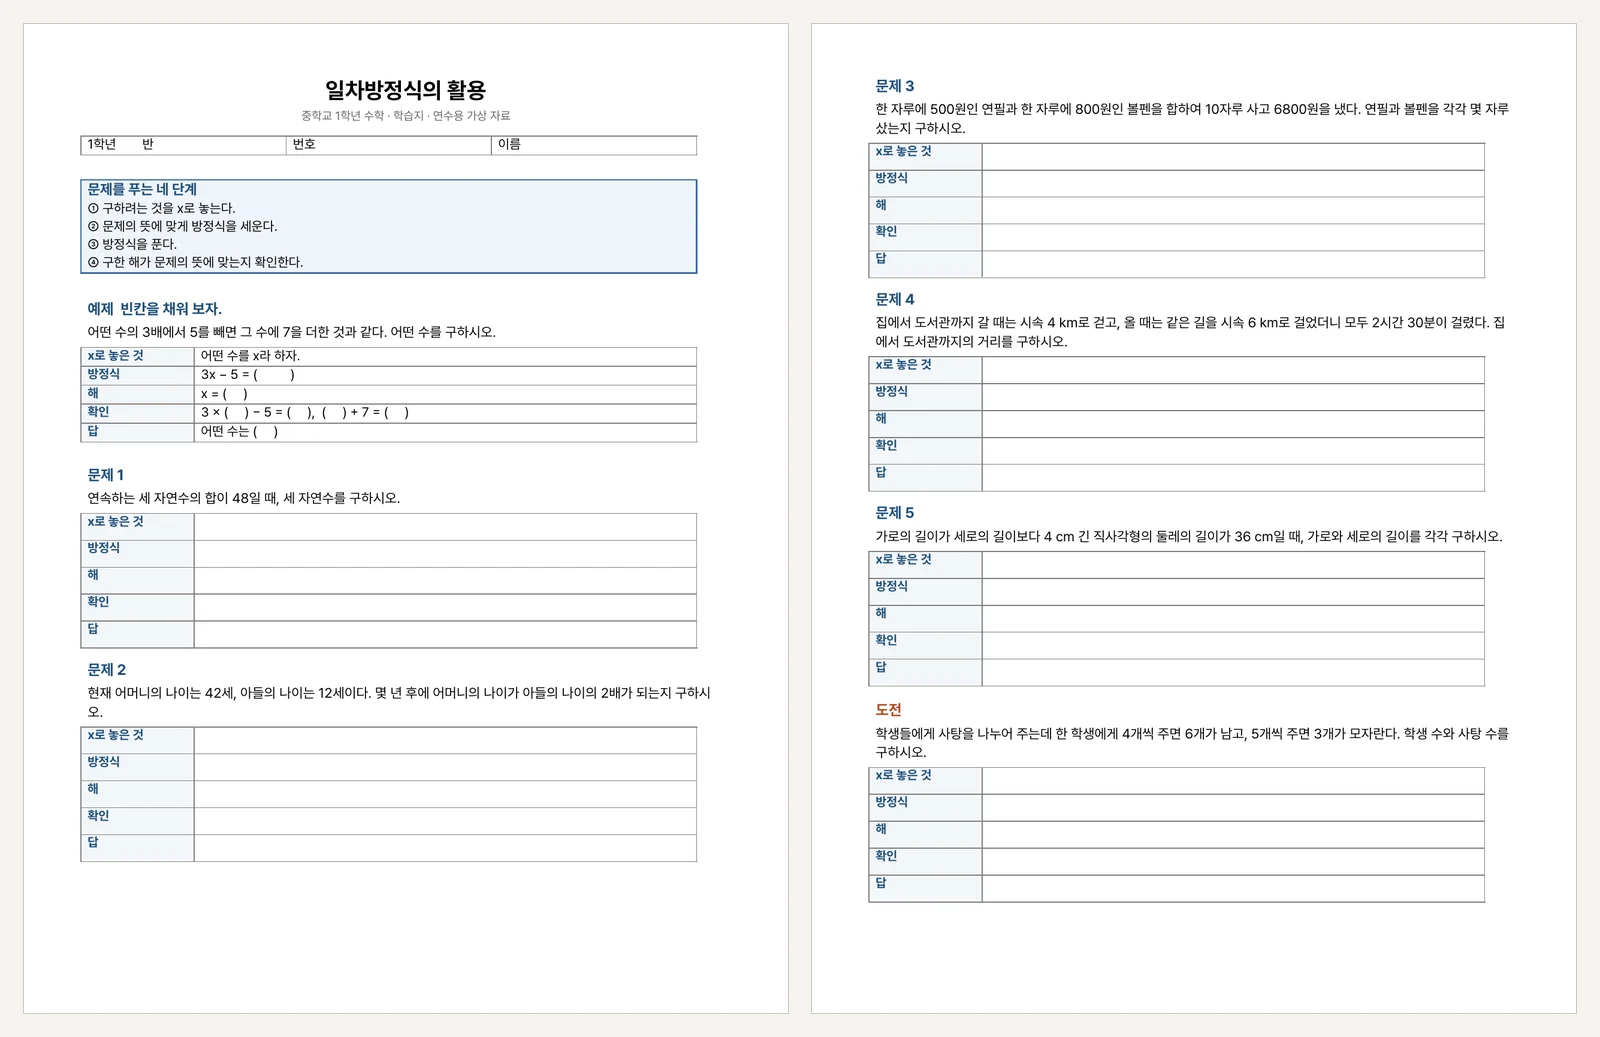 일차방정식의 활용
중학교 1학년 수학 · 학습지 · 연수용 가상 자료
1학년 반 번호 이름
문제를 푸는 네 단계
① 구하려는 것을 x로 놓는다.
② 문제의 뜻에 맞게 방정식을 세운다.
③ 방정식을 푼다.
④ 구한 해가 문제의 뜻에 맞는지 확인한다.
예제 빈칸을 채워 보자.
어떤 수의 3배에서 5를 빼면 그 수에 7을 더한 것과 같다. 어떤 수를 구하시오.
x로 놓은 것 어떤 수를 x라 하자.
방정식 3x − 5 = ( )
해 x = ( )
확인 3 × ( ) − 5 = ( ), ( ) + 7 = ( )
답 어떤 수는 ( )
문제 1
연속하는 세 자연수의 합이 48일 때, 세 자연수를 구하시오.
x로 놓은 것
방정식
해
확인
답
문제 2
현재 어머니의 나이는 42세, 아들의 나이는 12세이다. 몇 년 후에 어머니의 나이가 아들의 나이의 2배가 되는지 구하시
오.
x로 놓은 것
방정식
해
확인
답
문제 3
한 자루에 500원인 연필과 한 자루에 800원인 볼펜을 합하여 10자루 사고 6800원을 냈다. 연필과 볼펜을 각각 몇 자루
샀는지 구하시오.
x로 놓은 것
방정식
해
확인
답
문제 4
집에서 도서관까지 갈 때는 시속 4 km로 걷고, 올 때는 같은 길을 시속 6 km로 걸었더니 모두 2시간 30분이 걸렸다. 집
에서 도서관까지의 거리를 구하시오.
x로 놓은 것
방정식
해
확인
답
문제 5
가로의 길이가 세로의 길이보다 4 cm 긴 직사각형의 둘레의 길이가 36 cm일 때, 가로와 세로의 길이를 각각 구하시오.
x로 놓은 것
방정식
해
확인
답
도전
학생들에게 사탕을 나누어 주는데 한 학생에게 4개씩 주면 6개가 남고, 5개씩 주면 3개가 모자란다. 학생 수와 사탕 수를
구하시오.
x로 놓은 것
방정식
해
확인
답